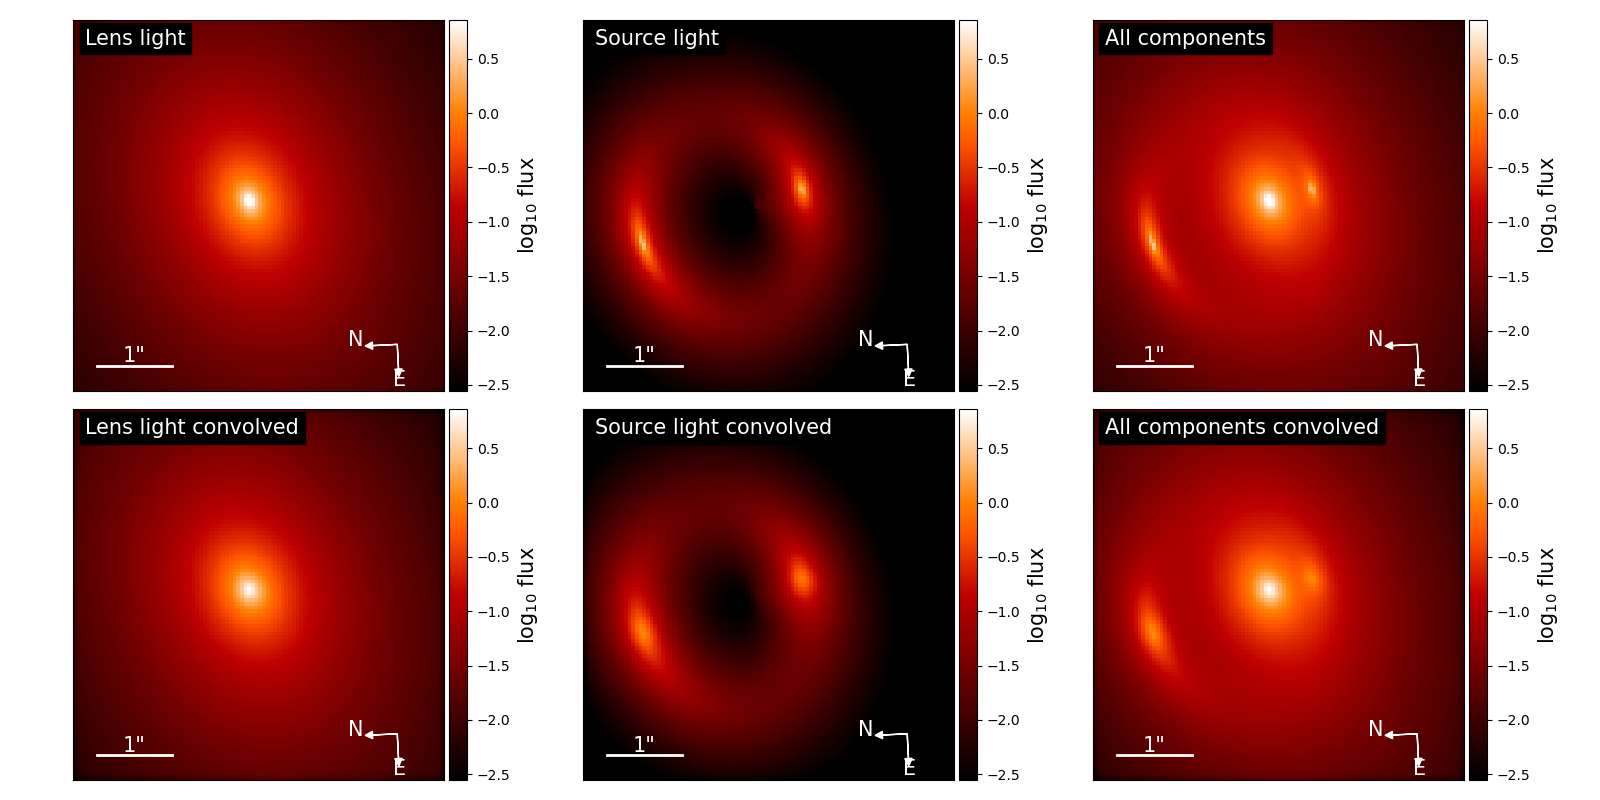 Lens light
0.5
0.0
−0.5
−1.0
−1.5
−2.0
−2.5
log₁₀ flux
1"
N
E
Source light
0.5
0.0
−0.5
−1.0
−1.5
−2.0
−2.5
log₁₀ flux
1"
N
E
All components
0.5
0.0
−0.5
−1.0
−1.5
−2.0
−2.5
log₁₀ flux
1"
N
E
Lens light convolved
0.5
0.0
−0.5
−1.0
−1.5
−2.0
−2.5
log₁₀ flux
1"
N
E
Source light convolved
0.5
0.0
−0.5
−1.0
−1.5
−2.0
−2.5
log₁₀ flux
1"
N
E
All components convolved
0.5
0.0
−0.5
−1.0
−1.5
−2.0
−2.5
log₁₀ flux
1"
N
E